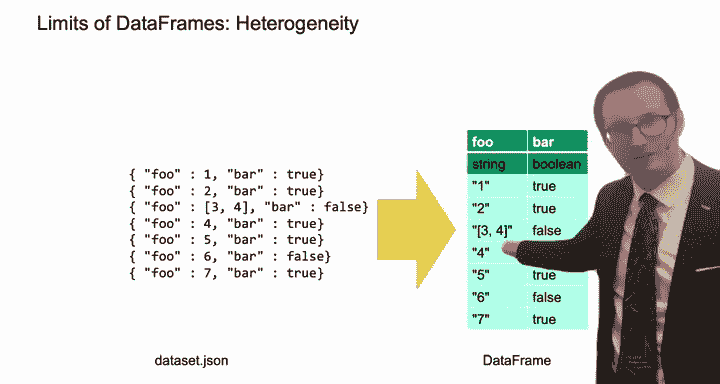 Limits of DataFrames: Heterogeneity
{ "foo" : 1, "bar" : true}
{ "foo" : 2, "bar" : true}
{ "foo" : [3, 4], "bar" : false}
{ "foo" : 4, "bar" : true}
{ "foo" : 5, "bar" : true}
{ "foo" : 6, "bar" : false}
{ "foo" : 7, "bar" : true}
dataset.json
foo bar
string boolean
"1" true
"2" true
"[3, 4]" false
"4"
"5" true
"6" false
"7" true
DataFrame